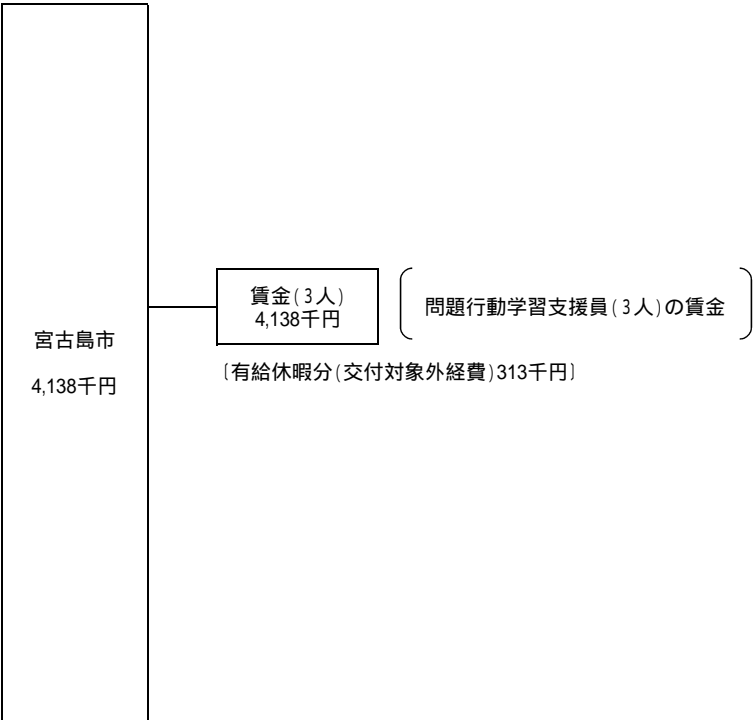 宮古島市
4,138千円
賃金(3人)
4,138千円
問題行動学習支援員(3人)の賃金
〔有給休暇分(交付対象外経費)313千円〕